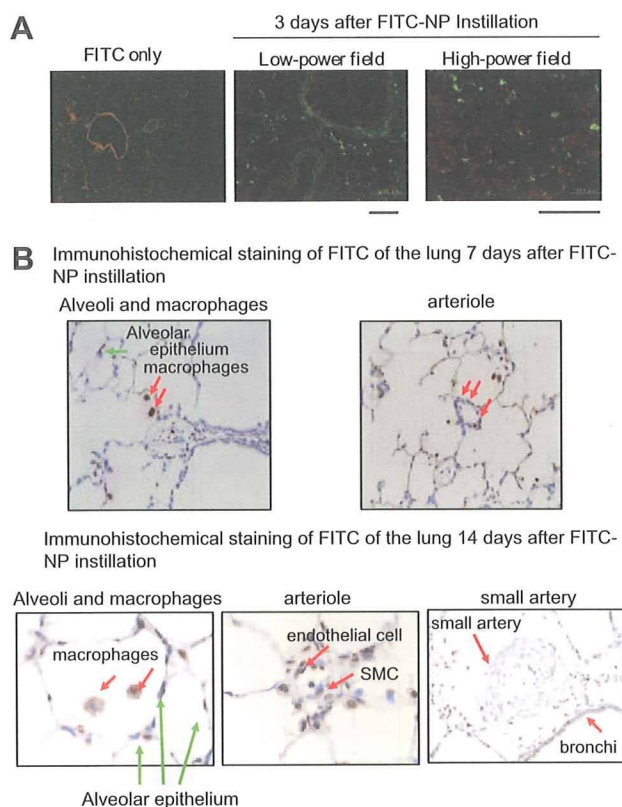 A
3 days after FITC-NP Instillation
FITC only
Low-power field
High-power field
B
Immunohistochemical staining of FITC of the lung 7 days after FITC-
NP instillation
Alveoli and macrophages
arteriole
Alveolar
epithelium
macrophages
Immunohistochemical staining of FITC of the lung 14 days after FITC-
NP instillation
Alveoli and macrophages
arteriole
small artery
macrophages
endothelial cell
SMC
small artery
bronchi
Alveolar epithelium